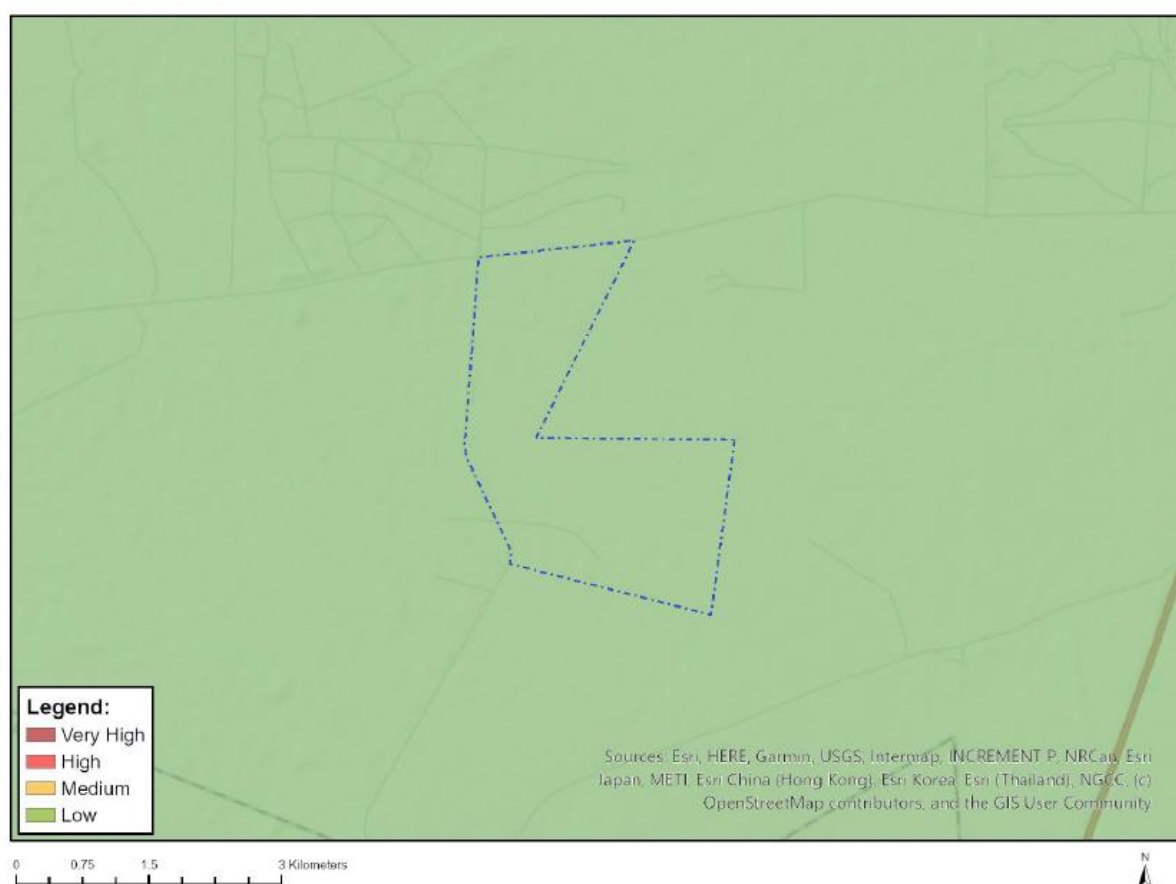 Legend:
Very High
High
Medium
Low
Sources: Esri, HERE, Garmin, USGS, Intermap, INCREMENT P, NRCan, Esri
Japan, METI, Esri China (Hong Kong), Esri Korea, Esri (Thailand), NGCC, (c)
OpenStreetMap contributors, and the GIS User Community
0 0.75 1.5 3 Kilometers
N